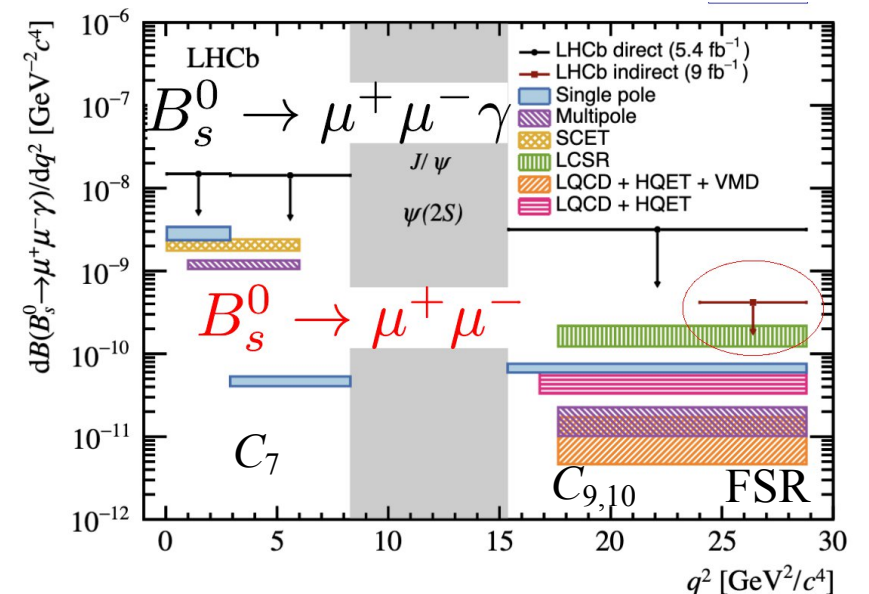 10⁻⁶
10⁻⁷
10⁻⁸
10⁻⁹
10⁻¹⁰
10⁻¹¹
10⁻¹²
dB(B⁰ₛ→μ⁺μ⁻γ)/dq² [GeV⁻²c⁴]
LHCb
B⁰ₛ → μ⁺ μ⁻ γ
LHCb direct (5.4 fb⁻¹)
LHCb indirect (9 fb⁻¹)
Single pole
Multipole
SCET
LCSR
LQCD + HQET + VMD
LQCD + HQET
J/ ψ
ψ(2S)
B⁰ₛ → μ⁺ μ⁻
C₇
C₉,₁₀
FSR
0 5 10 15 20 25 30
q² [GeV²/c⁴]